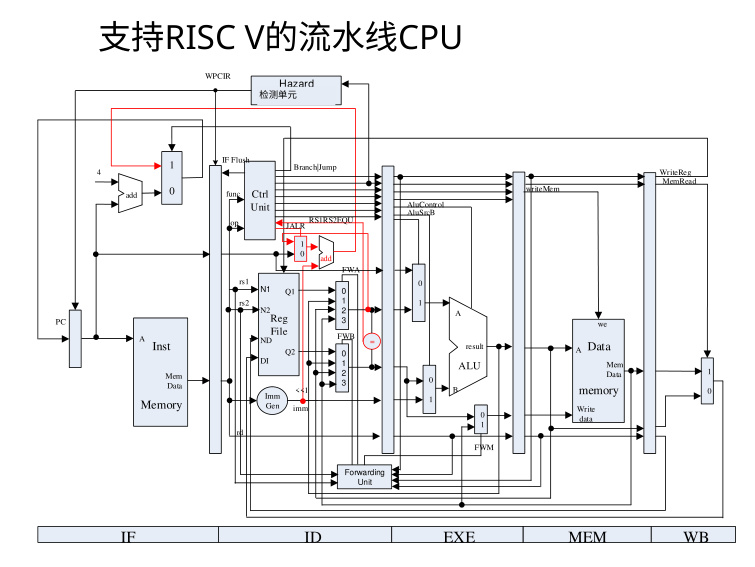 支持RISC V的流水线CPU
WPCIR
Hazard
检测单元
IF Flush
Branch|Jump
WriteReg
MemRead
writeMem
4
add
1
0
func
op
Ctrl
Unit
AluControl
AluSrcB
RS1RS2EQU
JALR
1
0
add
FWA
rs1
rs2
N1
N2
ND
DI
Q1
Q2
Reg
File
0
1
2
3
FWB
0
1
2
3
=
0
1
0
1
A
B
result
ALU
PC
A
Inst
Mem
Data
Memory
Imm
Gen
<<1
imm
rd
0
1
FWM
we
A
Data
Mem
Data
memory
Write
data
1
0
Forwarding
Unit
IF
ID
EXE
MEM
WB